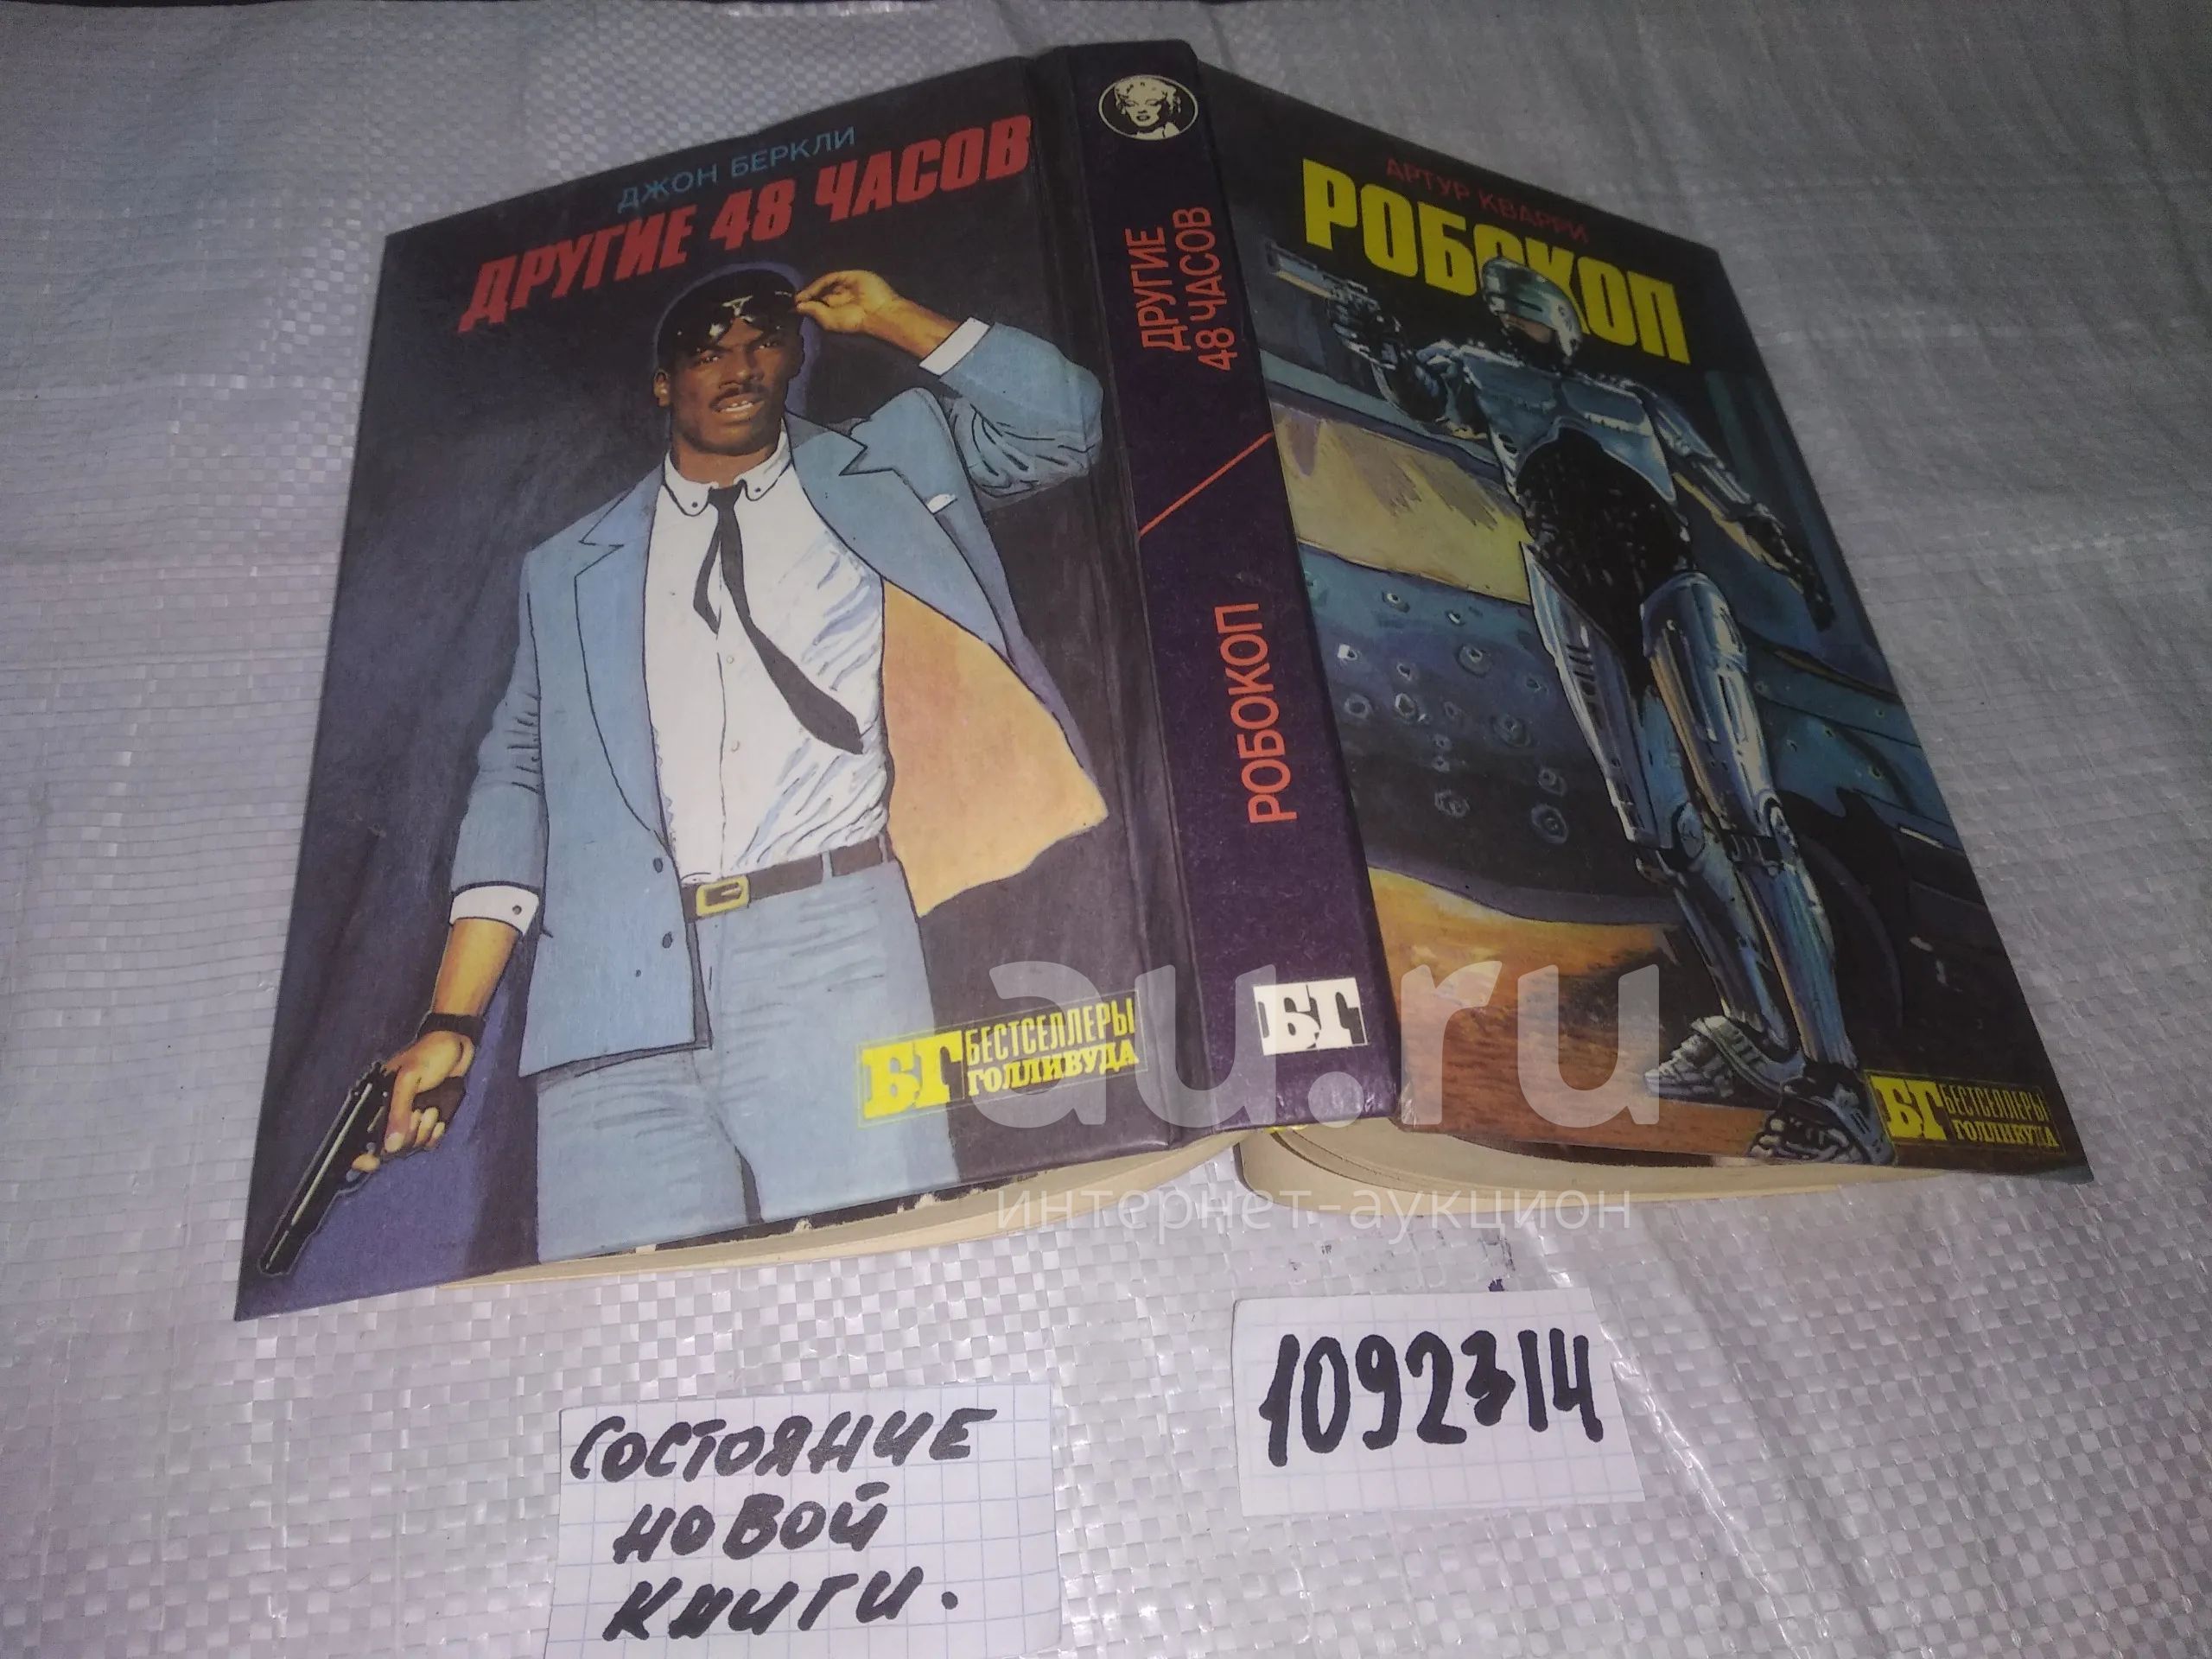 ДЖОН БЕРКЛИ
ДРУГИЕ 48 ЧАСОВ
БГ БЕСТСЕЛЛЕРЫ
ГОЛЛИВУДА
ДРУГИЕ
48 ЧАСОВ
РОБОКОП
БГ
АРТУР КВАРРИ
РОБОКОП
БГ БЕСТСЕЛЛЕРЫ
ГОЛЛИВУДА
au.ru
интернет-аукцион
1092314
СОСТОЯНИЕ
НОВОЙ
КНИГИ.